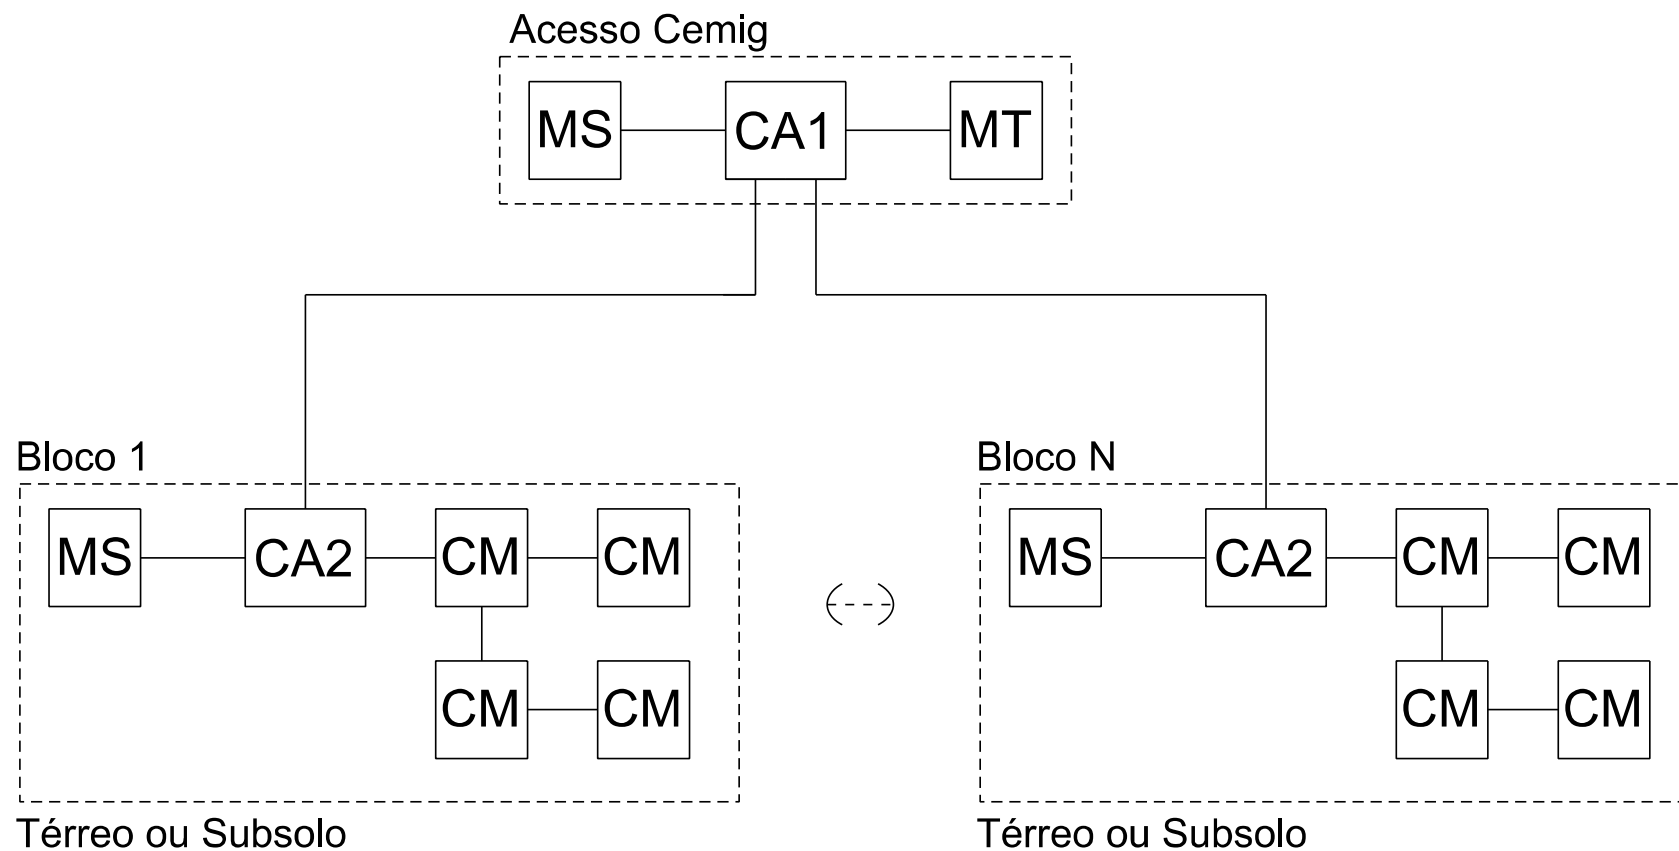 Acesso Cemig
MS CA1 MT
Bloco 1
MS CA2 CM CM
CM CM
Térreo ou Subsolo
Bloco N
MS CA2 CM CM
CM CM
Térreo ou Subsolo